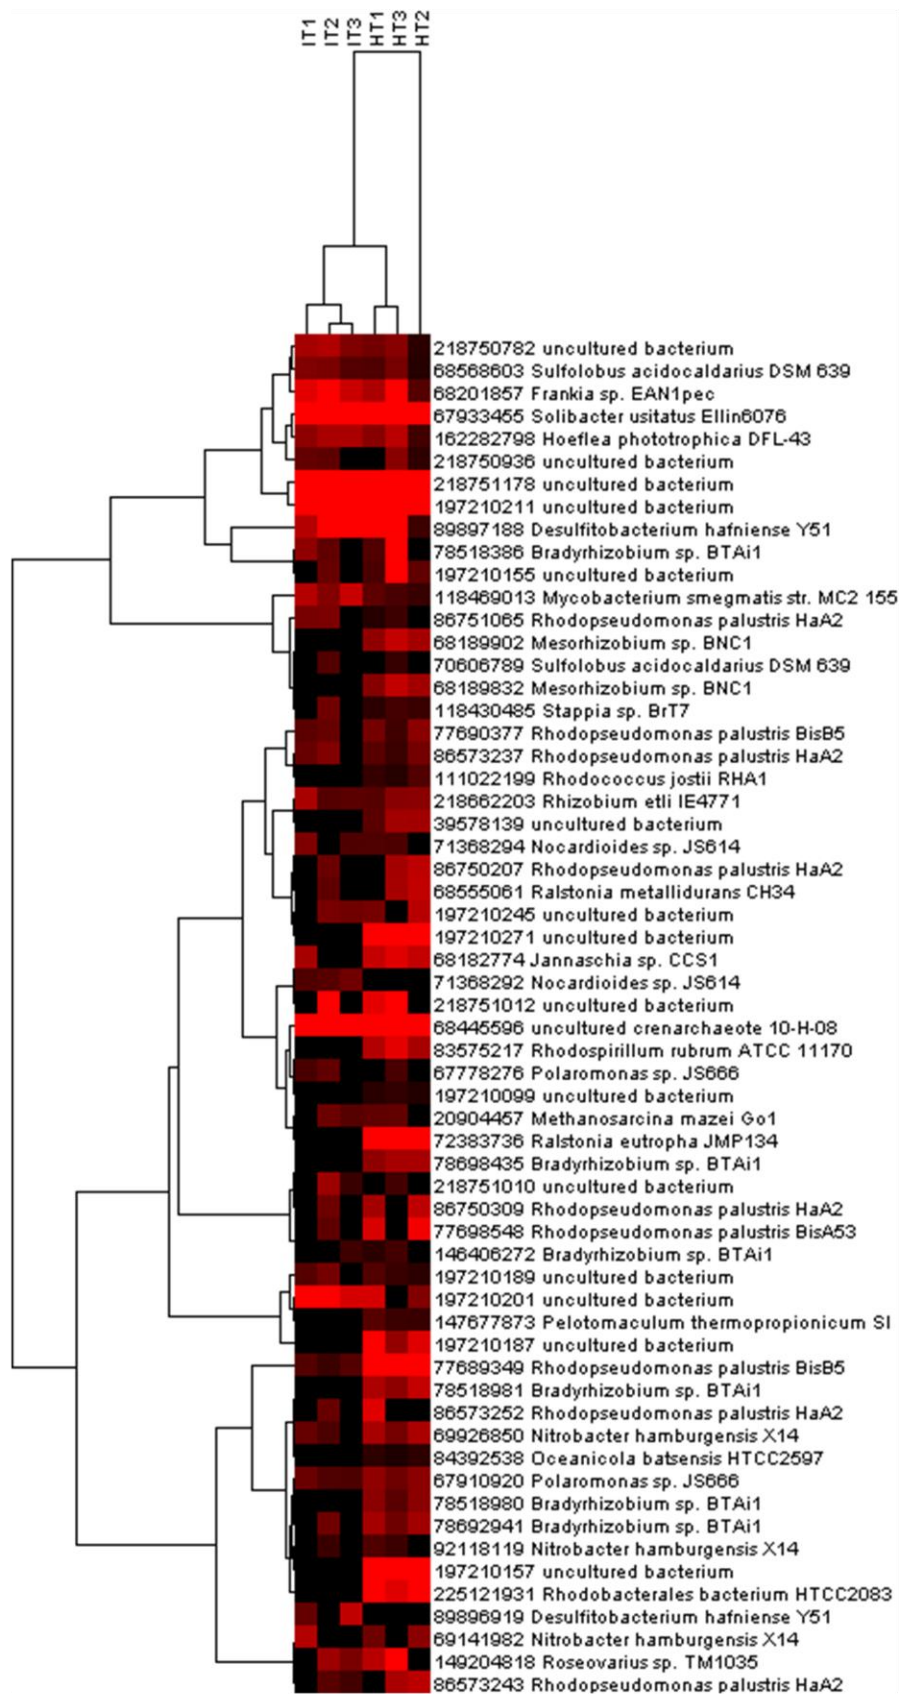 IT1
IT2
IT3
HT1
HT3
HT2
218750782 uncultured bacterium
68568603 Sulfolobus acidocaldarius DSM 639
68201857 Frankia sp. EAN1pec
67933455 Solibacter usitatus Ellin6076
162282798 Hoeflea phototrophica DFL-43
218750936 uncultured bacterium
218751178 uncultured bacterium
197210211 uncultured bacterium
89897188 Desulfitobacterium hafniense Y51
78518386 Bradyrhizobium sp. BTAi1
197210155 uncultured bacterium
118469013 Mycobacterium smegmatis str. MC2 155
86751065 Rhodopseudomonas palustris HaA2
68189902 Mesorhizobium sp. BNC1
70606789 Sulfolobus acidocaldarius DSM 639
68189832 Mesorhizobium sp. BNC1
118430485 Stappia sp. BrT7
77690377 Rhodopseudomonas palustris BisB5
86573237 Rhodopseudomonas palustris HaA2
111022199 Rhodococcus jostii RHA1
218662203 Rhizobium etli IE4771
39578139 uncultured bacterium
71368294 Nocardioides sp. JS614
86750207 Rhodopseudomonas palustris HaA2
68555061 Ralstonia metallidurans CH34
197210245 uncultured bacterium
197210271 uncultured bacterium
68182774 Jannaschia sp. CCS1
71368292 Nocardioides sp. JS614
218751012 uncultured bacterium
68445596 uncultured crenarchaeote 10-H-08
83575217 Rhodospirillum rubrum ATCC 11170
67778276 Polaromonas sp. JS666
197210099 uncultured bacterium
20904457 Methanosarcina mazei Go1
72383736 Ralstonia eutropha JMP134
78698435 Bradyrhizobium sp. BTAi1
218751010 uncultured bacterium
86750309 Rhodopseudomonas palustris HaA2
77698548 Rhodopseudomonas palustris BisA53
146406272 Bradyrhizobium sp. BTAi1
197210189 uncultured bacterium
197210201 uncultured bacterium
147677873 Pelotomaculum thermopropionicum SI
197210187 uncultured bacterium
77689349 Rhodopseudomonas palustris BisB5
78518981 Bradyrhizobium sp. BTAi1
86573252 Rhodopseudomonas palustris HaA2
69926850 Nitrobacter hamburgensis X14
84392538 Oceanicola batsensis HTCC2597
67910920 Polaromonas sp. JS666
78518980 Bradyrhizobium sp. BTAi1
78692941 Bradyrhizobium sp. BTAi1
92118119 Nitrobacter hamburgensis X14
197210157 uncultured bacterium
225121931 Rhodobacterales bacterium HTCC2083
89896919 Desulfitobacterium hafniense Y51
69141982 Nitrobacter hamburgensis X14
149204818 Roseovarius sp. TM1035
86573243 Rhodopseudomonas palustris HaA2